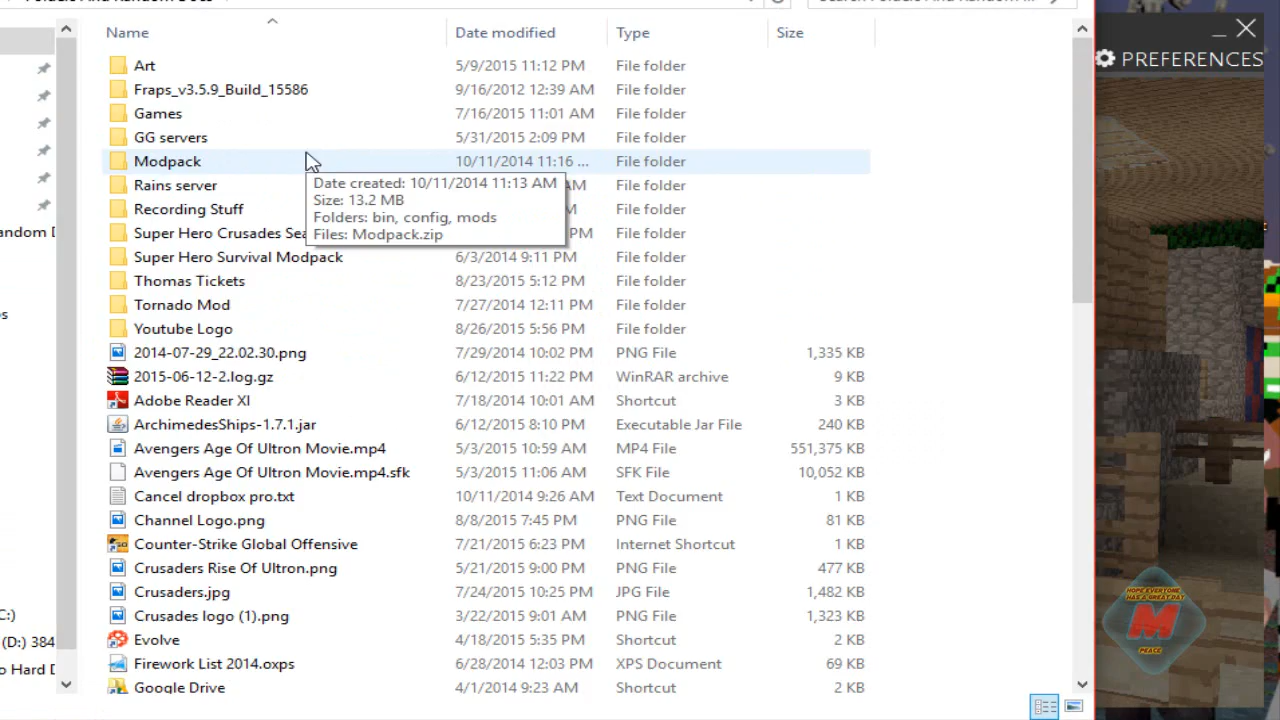 Name Date modified Type Size
PREFERENCES
Art 5/9/2015 11:12 PM File folder
Fraps_v3.5.9_Build_15586 9/16/2012 12:39 AM File folder
Games 7/16/2015 11:01 AM File folder
GG servers 5/31/2015 2:09 PM File folder
Modpack 10/11/2014 11:16 ... File folder
Rains server AM File folder
Date created: 10/11/2014 11:13 AM
Size: 13.2 MB
Folders: bin, config, mods
Files: Modpack.zip
Recording Stuff M File folder
andom D
Super Hero Crusades Sea PM File folder
Super Hero Survival Modpack 6/3/2014 9:11 PM File folder
Thomas Tickets 8/23/2015 5:12 PM File folder
Tornado Mod 7/27/2014 12:11 PM File folder
s
Youtube Logo 8/26/2015 5:56 PM File folder
2014-07-29_22.02.30.png 7/29/2014 10:02 PM PNG File 1,335 KB
2015-06-12-2.log.gz 6/12/2015 11:22 PM WinRAR archive 9 KB
Adobe Reader XI 7/18/2014 10:01 AM Shortcut 3 KB
ArchimedesShips-1.7.1.jar 6/12/2015 8:10 PM Executable Jar File 240 KB
Avengers Age Of Ultron Movie.mp4 5/3/2015 10:59 AM MP4 File 551,375 KB
Avengers Age Of Ultron Movie.mp4.sfk 5/3/2015 11:06 AM SFK File 10,052 KB
Cancel dropbox pro.txt 10/11/2014 9:26 AM Text Document 1 KB
Channel Logo.png 8/8/2015 7:45 PM PNG File 81 KB
Counter-Strike Global Offensive 7/21/2015 6:23 PM Internet Shortcut 1 KB
Crusaders Rise Of Ultron.png 5/21/2015 9:00 PM PNG File 477 KB
Crusaders.jpg 7/24/2015 10:25 PM JPG File 1,482 KB
C:)
Crusades logo (1).png 3/22/2015 9:01 AM PNG File 1,323 KB
(D:) 384
Evolve 4/18/2015 5:35 PM Shortcut 2 KB
o Hard D
Firework List 2014.oxps 6/28/2014 12:03 PM XPS Document 69 KB
Google Drive 4/1/2014 9:23 AM Shortcut 2 KB
HOPE EVERYONE
HAS A GREAT DAY
M
PEACE